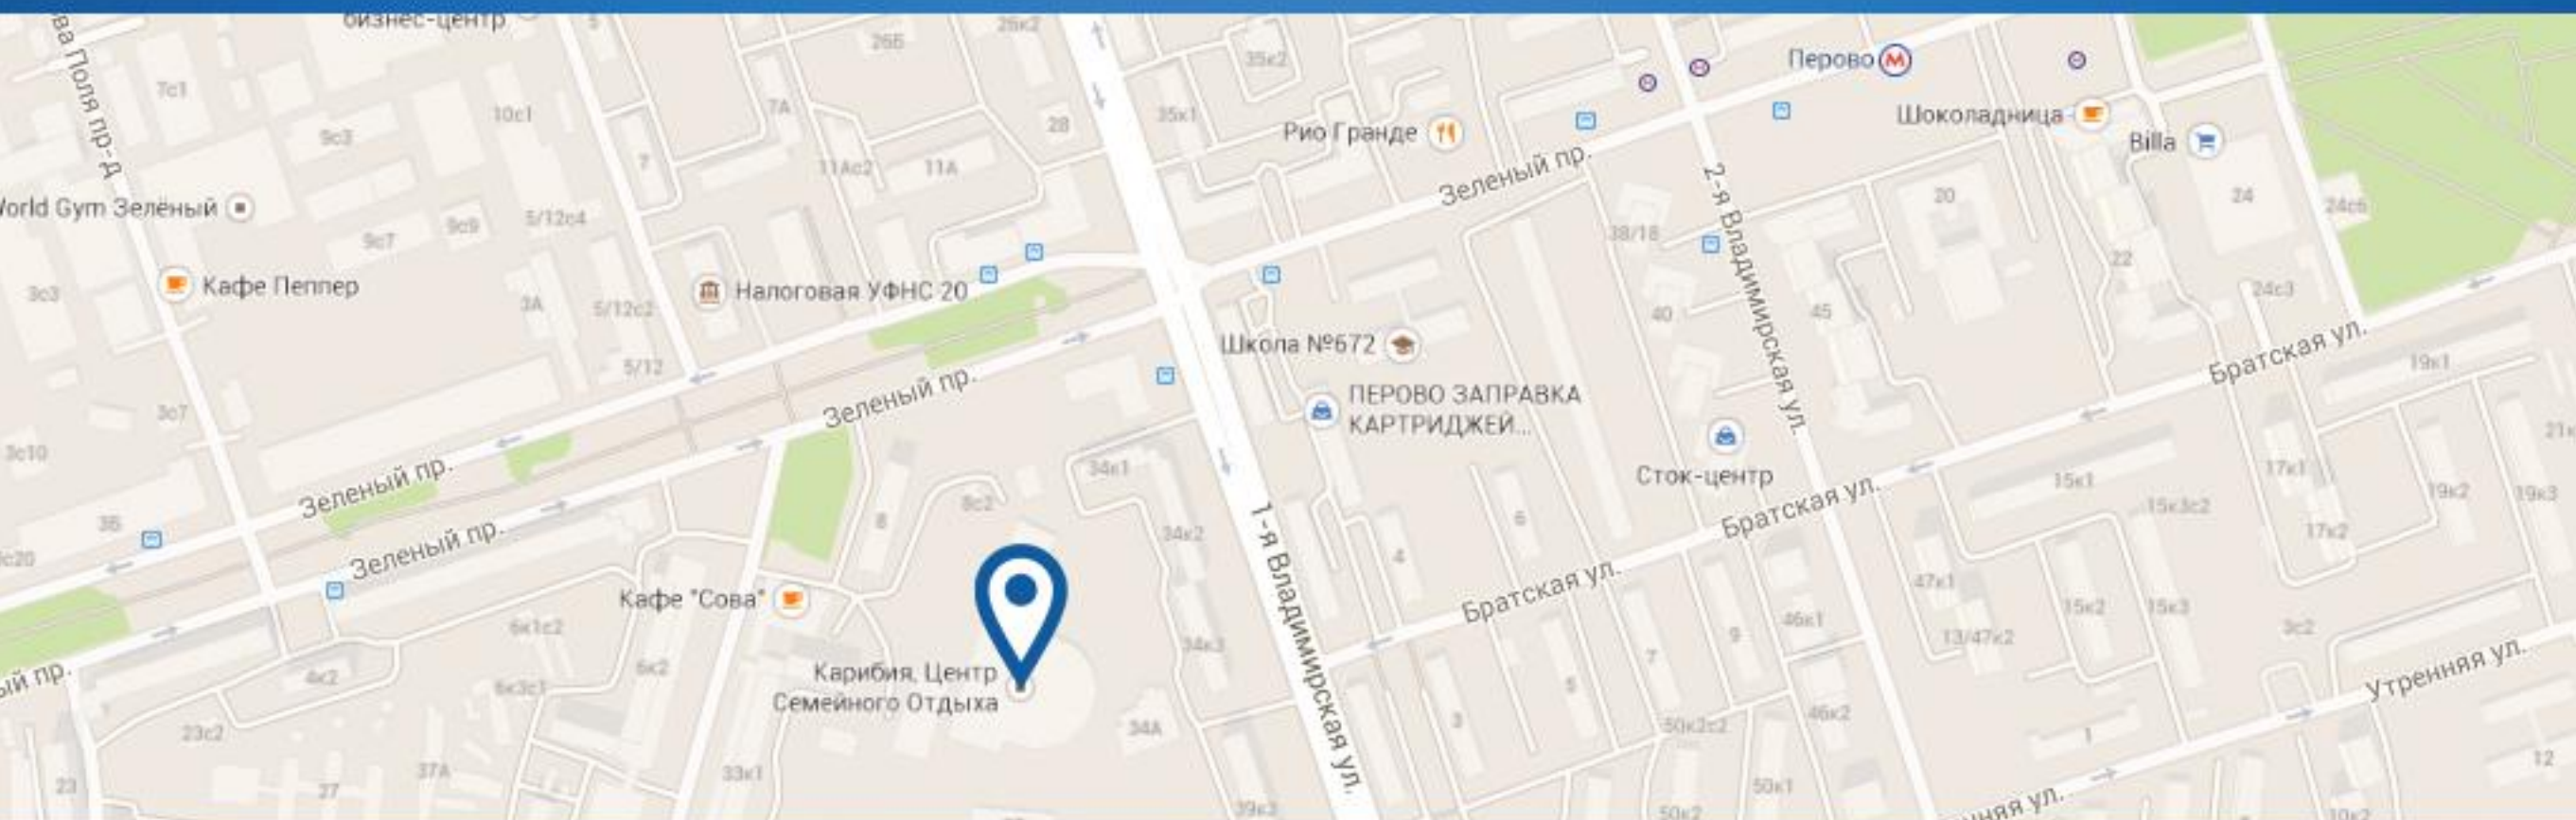 бизнес-центр
26Б
26к2
35к2
Перово
7с1
7А
10с1
28
35к1
Шоколадница
9с3
Рио Гранде
Billa
7
11Ас2
11А
Зеленый пр.
20
24
World Gym Зелёный
5/12с4
24с6
9с7
9с9
38/18
2-я Владимирская ул.
22
Кафе Пеппер
Налоговая УФНС 20
3с3
3А
5/12с2
40
45
24с3
Школа №672
5/12
Братская ул.
19к1
Зеленый пр.
ПЕРОВО ЗАПРАВКА
КАРТРИДЖЕЙ...
3с7
3с10
Зеленый пр.
34к1
Сток-центр
17к1
15к1
19к2
19к3
3Б
8с2
8
6
Братская ул.
15к3с2
Зеленый пр.
34к2
1-я Владимирская ул.
17к2
4
Братская ул.
47к1
Кафе "Сова"
6к1с2
15к2
15к3
46к1
9
13/47к2
3с2
34к3
7
6к2
4к2
6к3с1
Карибия, Центр
Семейного Отдыха
Утренняя ул.
3
46к2
50к2с2
34А
23с2
1
37А
33к1
23
27
12
50к1
39к3
50к2